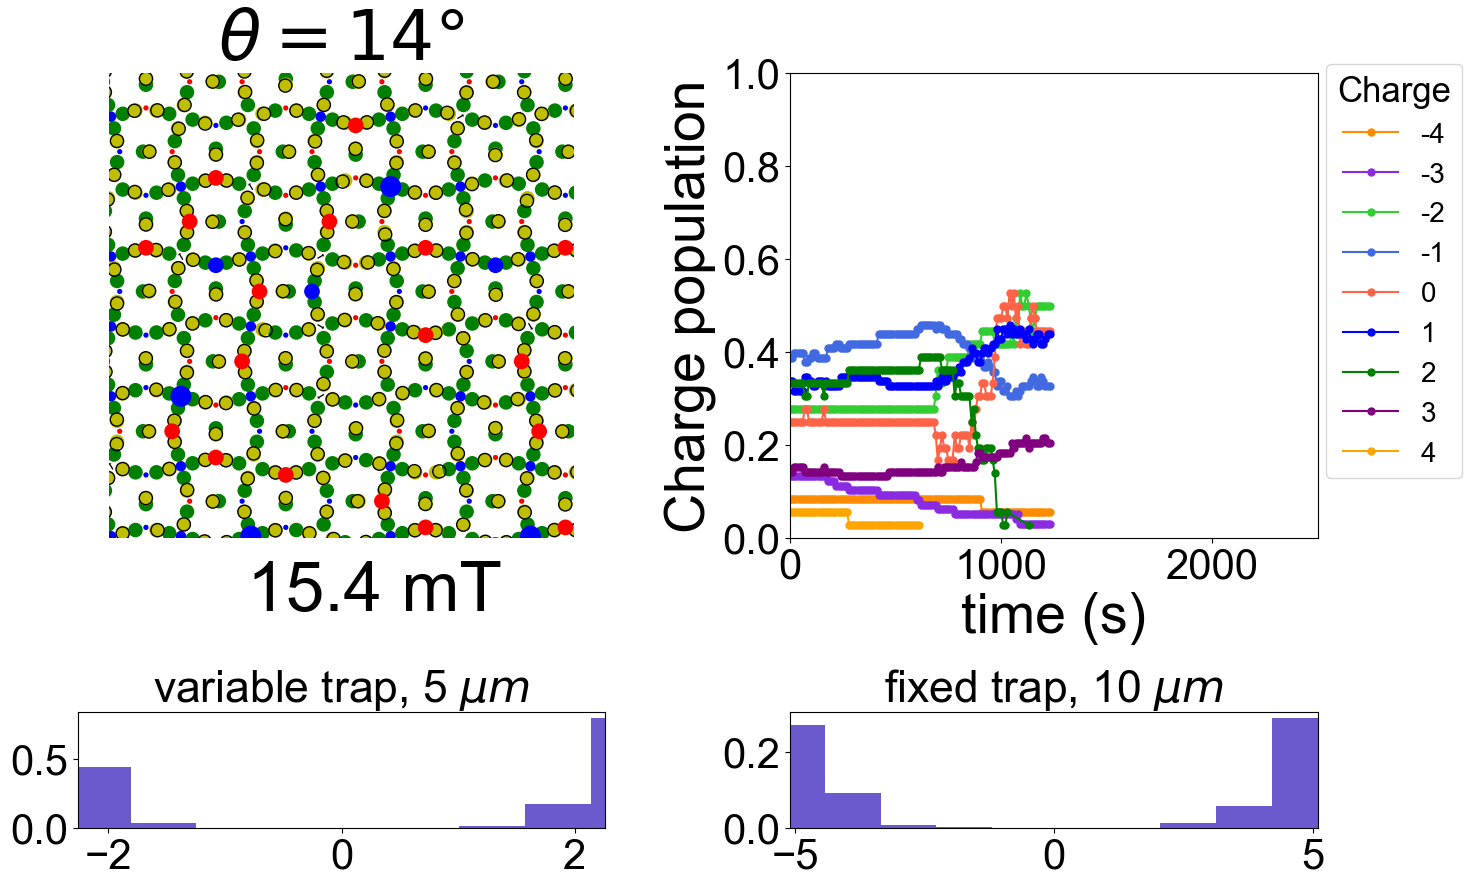 θ = 14°
15.4 mT
Charge population
1.0
0.8
0.6
0.4
0.2
0.0
0 1000 2000
time (s)
Charge
-4
-3
-2
-1
0
1
2
3
4
variable trap, 5 μm
0.5
0.0
−2 0 2
fixed trap, 10 μm
0.2
0.0
−5 0 5